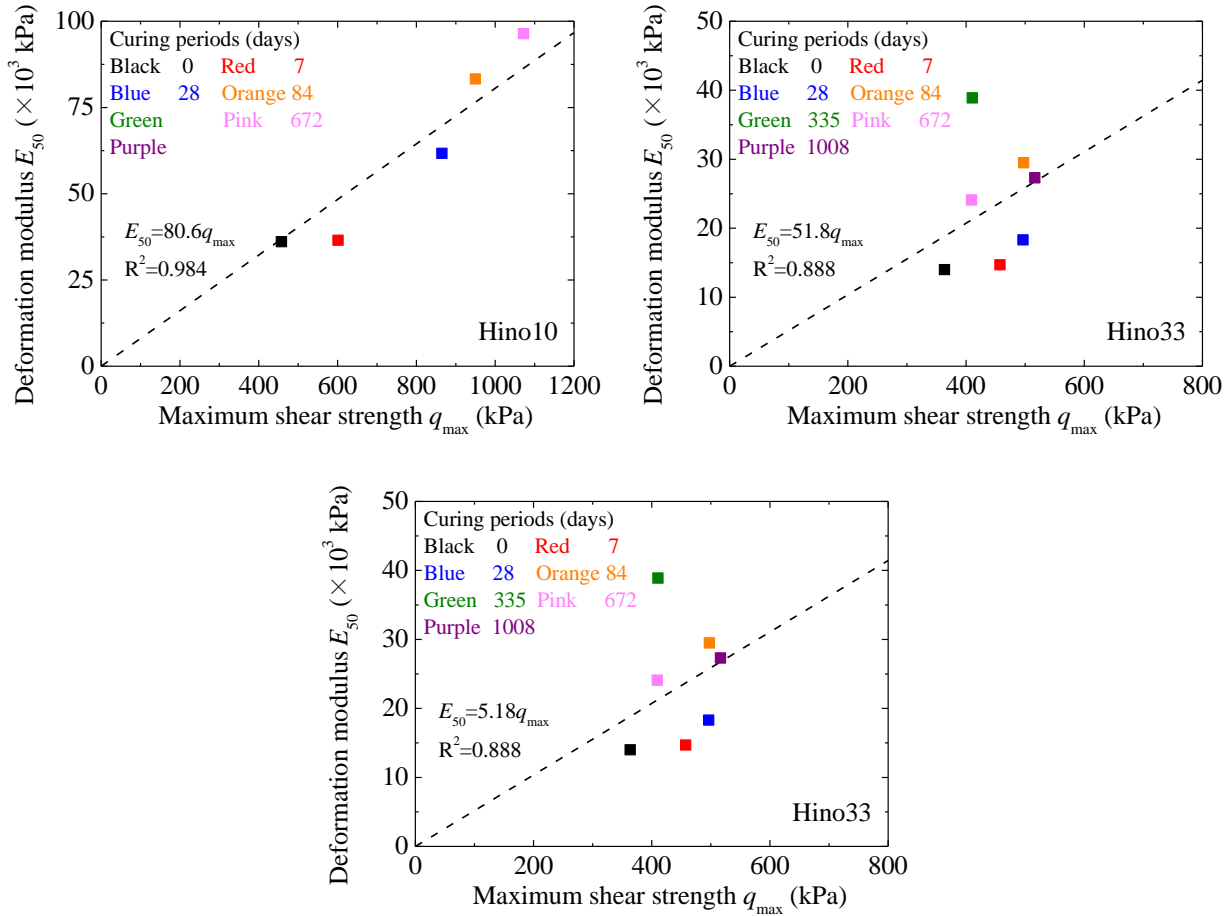 Deformation modulus E50 (×10³ kPa)
100
75
50
25
0
Curing periods (days)
Black 0 Red 7
Blue 28 Orange 84
Green Pink 672
Purple
E50=80.6qmax
R²=0.984
Hino10
0 200 400 600 800 1000 1200
Maximum shear strength qmax (kPa)
Deformation modulus E50 (×10³ kPa)
50
40
30
20
10
0
Curing periods (days)
Black 0 Red 7
Blue 28 Orange 84
Green 335 Pink 672
Purple 1008
E50=51.8qmax
R²=0.888
Hino33
0 200 400 600 800
Maximum shear strength qmax (kPa)
Deformation modulus E50 (×10³ kPa)
50
40
30
20
10
0
Curing periods (days)
Black 0 Red 7
Blue 28 Orange 84
Green 335 Pink 672
Purple 1008
E50=5.18qmax
R²=0.888
Hino33
0 200 400 600 800
Maximum shear strength qmax (kPa)